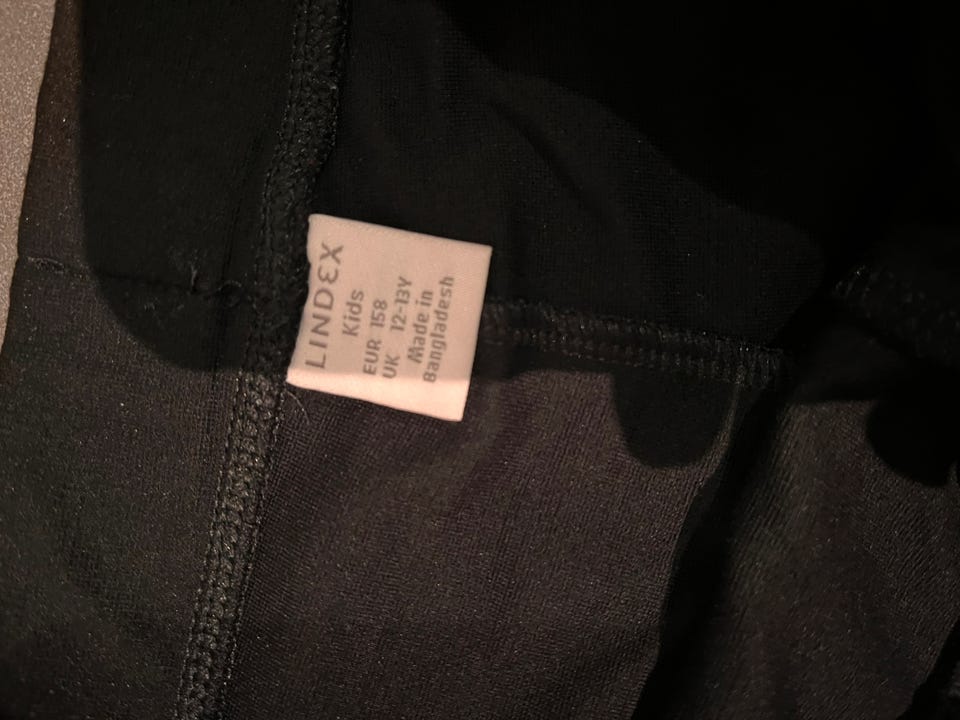 LINDEX
Kids
EUR 158
UK 12-13Y
Made in
Bangladesh